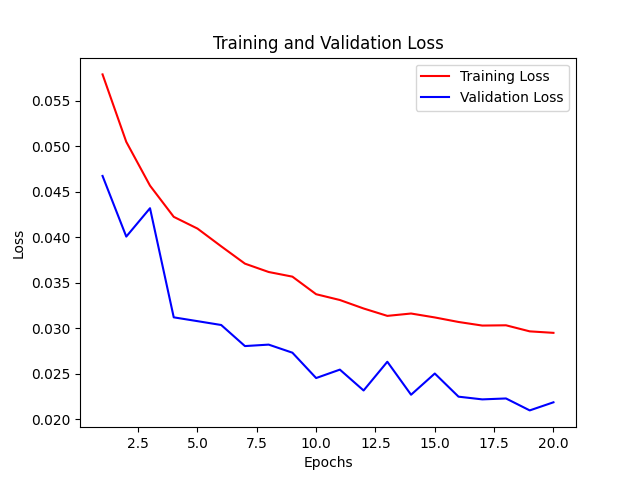 Training and Validation Loss
Training Loss
Validation Loss
0.055
0.050
0.045
0.040
0.035
0.030
0.025
0.020
Loss
2.5 5.0 7.5 10.0 12.5 15.0 17.5 20.0
Epochs